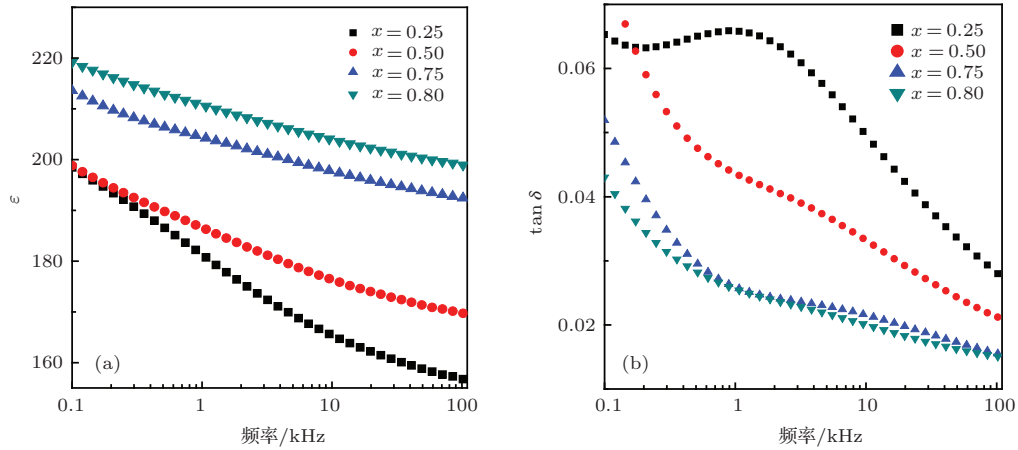 220
200
180
160
ε
x = 0.25
x = 0.50
x = 0.75
x = 0.80
(a)
0.1 1 10 100
频率/kHz
0.06
0.04
0.02
tan δ
x = 0.25
x = 0.50
x = 0.75
x = 0.80
(b)
0.1 1 10 100
频率/kHz